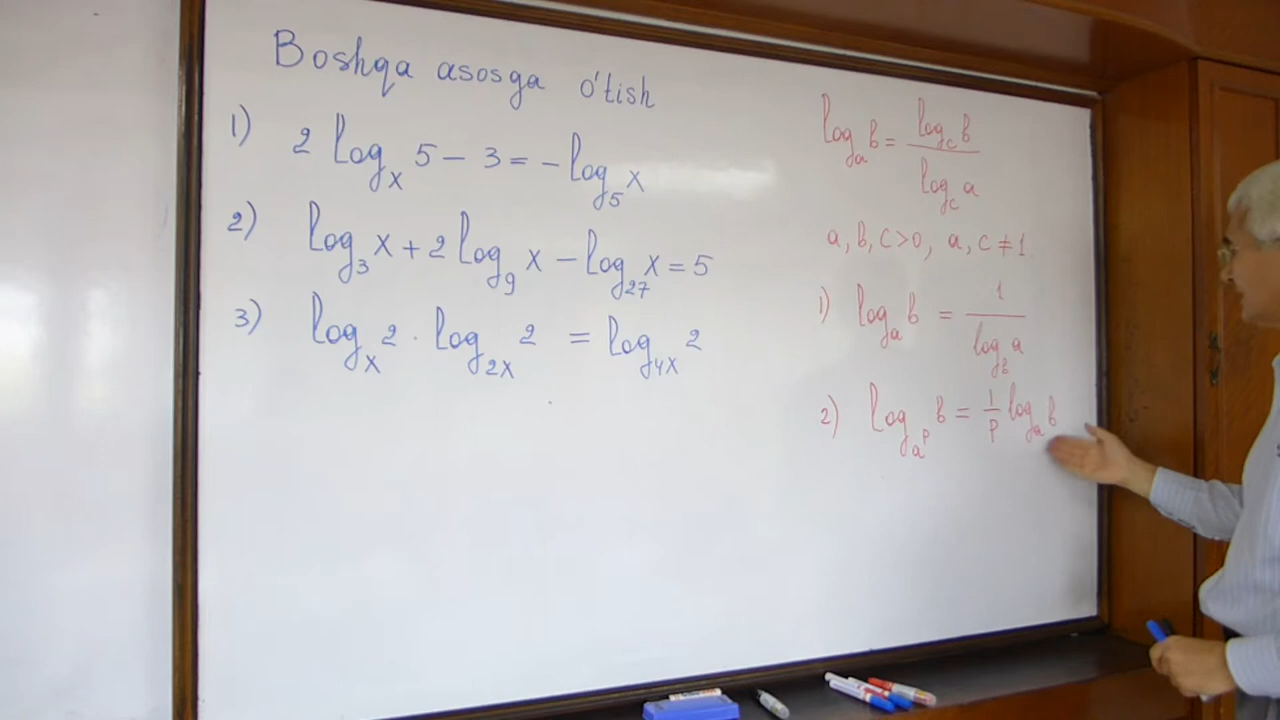 Boshqa asosga o'tish
1) 2 log_x 5 - 3 = - log_5 x
2) log_3 x + 2 log_9 x - log_27 x = 5
3) log_x 2 · log_2x 2 = log_4x 2
log_a b = log_c b / log_c a
a, b, c > 0, a, c ≠ 1
1) log_a b = 1 / log_b a
2) log_a^p b = 1/p log_a b